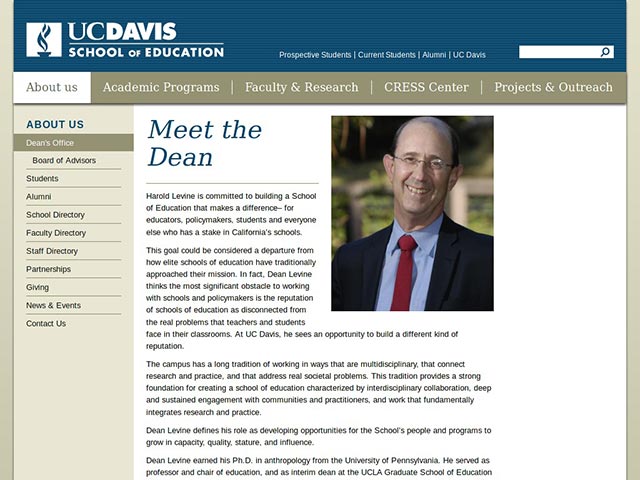 UCDAVIS
SCHOOL OF EDUCATION
Prospective Students | Current Students | Alumni | UC Davis
About us
Academic Programs
Faculty & Research
CRESS Center
Projects & Outreach
ABOUT US
Dean's Office
Board of Advisors
Students
Alumni
School Directory
Faculty Directory
Staff Directory
Partnerships
Giving
News & Events
Contact Us
Meet the
Dean
Harold Levine is committed to building a School
of Education that makes a difference– for
educators, policymakers, students and everyone
else who has a stake in California's schools.
This goal could be considered a departure from
how elite schools of education have traditionally
approached their mission. In fact, Dean Levine
thinks the most significant obstacle to working
with schools and policymakers is the reputation
of schools of education as disconnected from
the real problems that teachers and students
face in their classrooms. At UC Davis, he sees an opportunity to build a different kind of
reputation.
The campus has a long tradition of working in ways that are multidisciplinary, that connect
research and practice, and that address real societal problems. This tradition provides a strong
foundation for creating a school of education characterized by interdisciplinary collaboration, deep
and sustained engagement with communities and practitioners, and work that fundamentally
integrates research and practice.
Dean Levine defines his role as developing opportunities for the School's people and programs to
grow in capacity, quality, stature, and influence.
Dean Levine earned his Ph.D. in anthropology from the University of Pennsylvania. He served as
professor and chair of education, and as interim dean at the UCLA Graduate School of Education